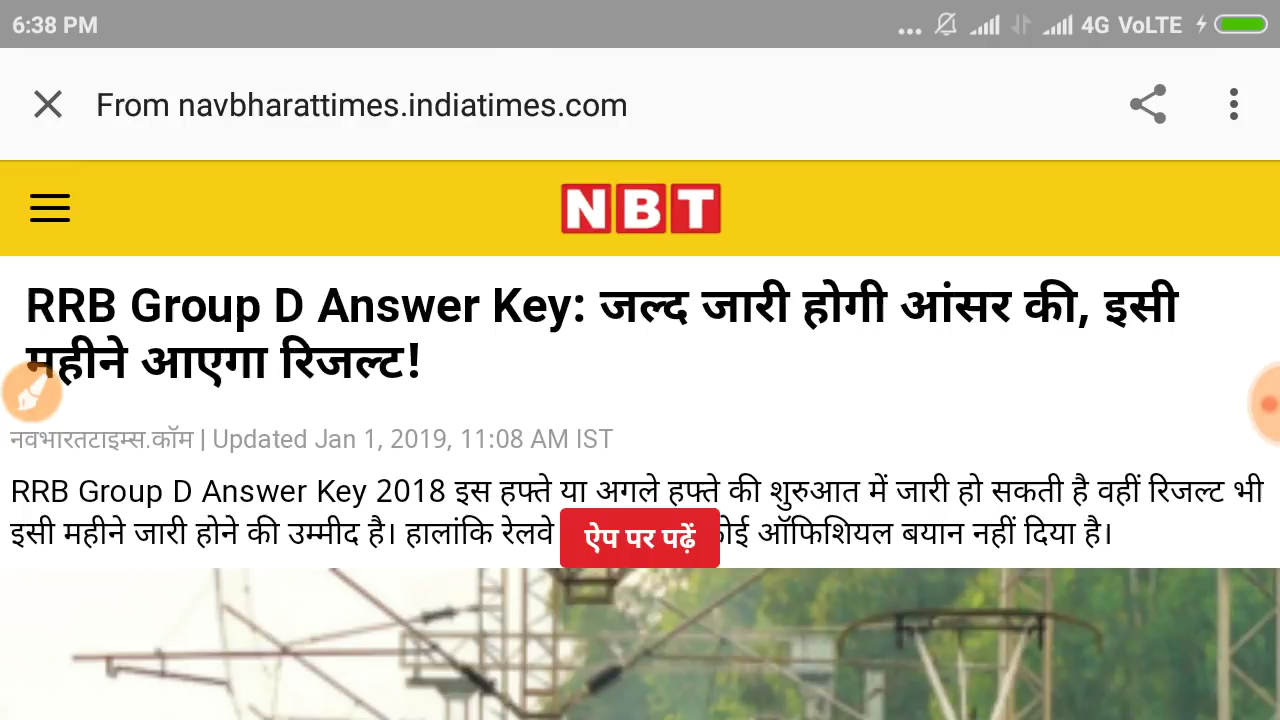 6:38 PM
4G VoLTE
From navbharattimes.indiatimes.com
NBT
RRB Group D Answer Key: जल्द जारी होगी आंसर की, इसी
महीने आएगा रिजल्ट!
नवभारतटाइम्स.कॉम | Updated Jan 1, 2019, 11:08 AM IST
RRB Group D Answer Key 2018 इस हफ्ते या अगले हफ्ते की शुरुआत में जारी हो सकती है वहीं रिजल्ट भी
इसी महीने जारी होने की उम्मीद है। हालांकि रेलवे ऑफिशियल बयान नहीं दिया है।
ऐप पर पढ़ें